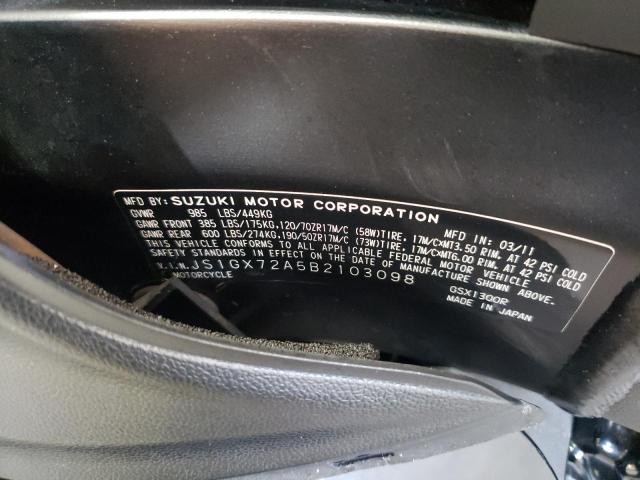 MFD BY: SUZUKI MOTOR CORPORATION
GVWR 985 LBS/449KG MFD IN: 03/11
GAWR FRONT 385 LBS/175KG,120/70ZR17M/C (58W)TIRE, 17M/CxMT3.50 RIM, AT 42 PSI COLD
GAWR REAR 600 LBS/274KG,190/50ZR17M/C (73W)TIRE, 17M/CxMT6.00 RIM, AT 42 PSI COLD
THIS VEHICLE CONFORMS TO ALL APPLICABLE FEDERAL MOTOR VEHICLE
SAFETY STANDARDS IN EFFECT ON THE DATE OF MANUFACTURE SHOWN ABOVE.
V.I.N. JS1GX72A5B2103098 GSX1300R
MOTORCYCLE MADE IN JAPAN